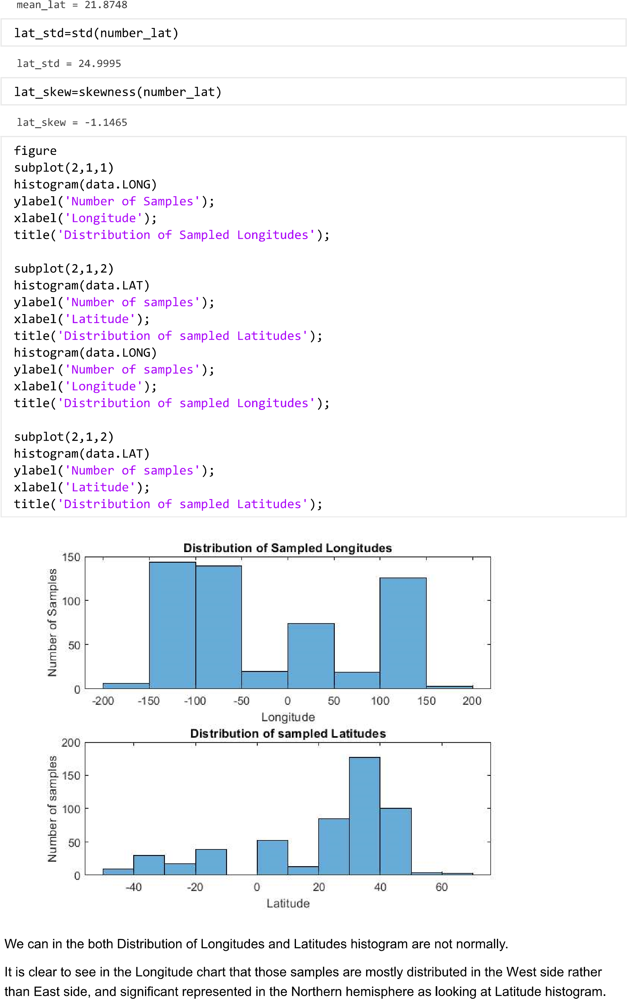 mean_lat = 21.8748
lat_std=std(number_lat)
lat_std = 24.9995
lat_skew=skewness(number_lat)
lat_skew = -1.1465
figure
subplot(2,1,1)
histogram(data.LONG)
ylabel('Number of Samples');
xlabel('Longitude');
title('Distribution of Sampled Longitudes');
subplot(2,1,2)
histogram(data.LAT)
ylabel('Number of samples');
xlabel('Latitude');
title('Distribution of sampled Latitudes');
histogram(data.LONG)
ylabel('Number of samples');
xlabel('Longitude');
title('Distribution of sampled Longitudes');
subplot(2,1,2)
histogram(data.LAT)
ylabel('Number of samples');
xlabel('Latitude');
title('Distribution of sampled Latitudes');
Distribution of Sampled Longitudes
Number of Samples
150
100
50
0
-200 -150 -100 -50 0 50 100 150 200
Longitude
Distribution of sampled Latitudes
Number of samples
200
150
100
50
0
-40 -20 0 20 40 60
Latitude
We can in the both Distribution of Longitudes and Latitudes histogram are not normally.
It is clear to see in the Longitude chart that those samples are mostly distributed in the West side rather
than East side, and significant represented in the Northern hemisphere as looking at Latitude histogram.